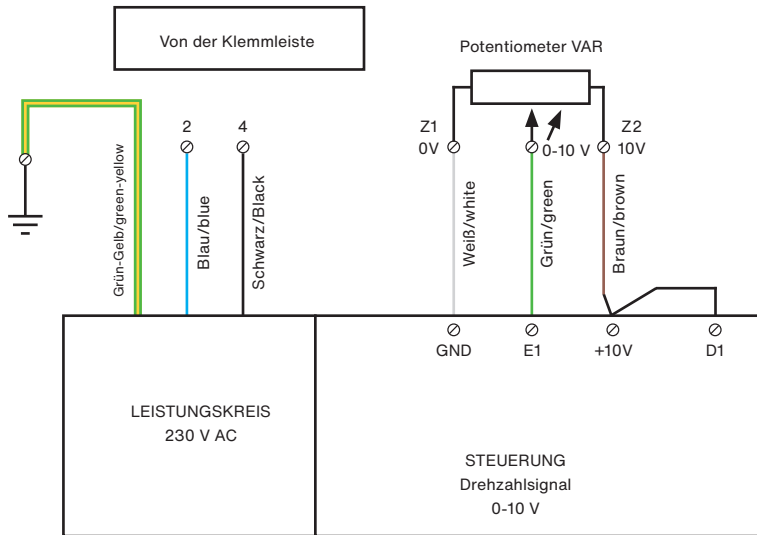 Von der Klemmleiste
Potentiometer VAR
2
4
Z1
0V
0-10 V
Z2
10V
Grün-Gelb/green-yellow
Blau/blue
Schwarz/Black
Weiß/white
Grün/green
Braun/brown
GND
E1
+10V
D1
LEISTUNGSKREIS
230 V AC
STEUERUNG
Drehzahlsignal
0-10 V